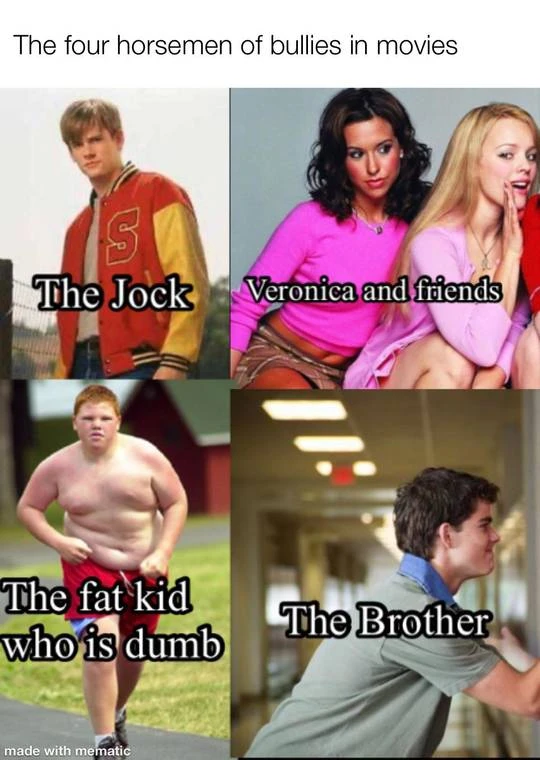 The four horsemen of bullies in movies
S
The Jock
Veronica and friends
The fat kid
who is dumb
The Brother
made with mematic